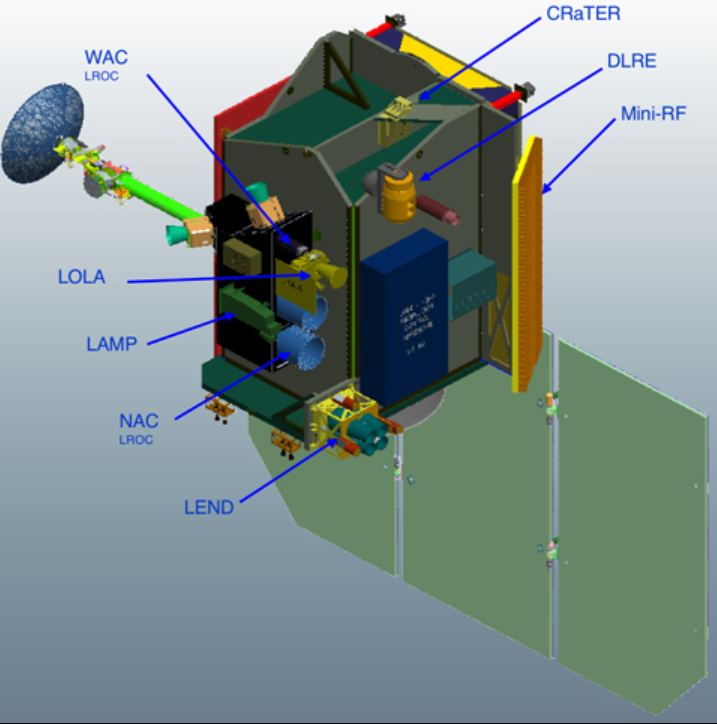 CRaTER
WAC
LROC
DLRE
Mini-RF
LOLA
LAMP
NAC
LROC
LEND